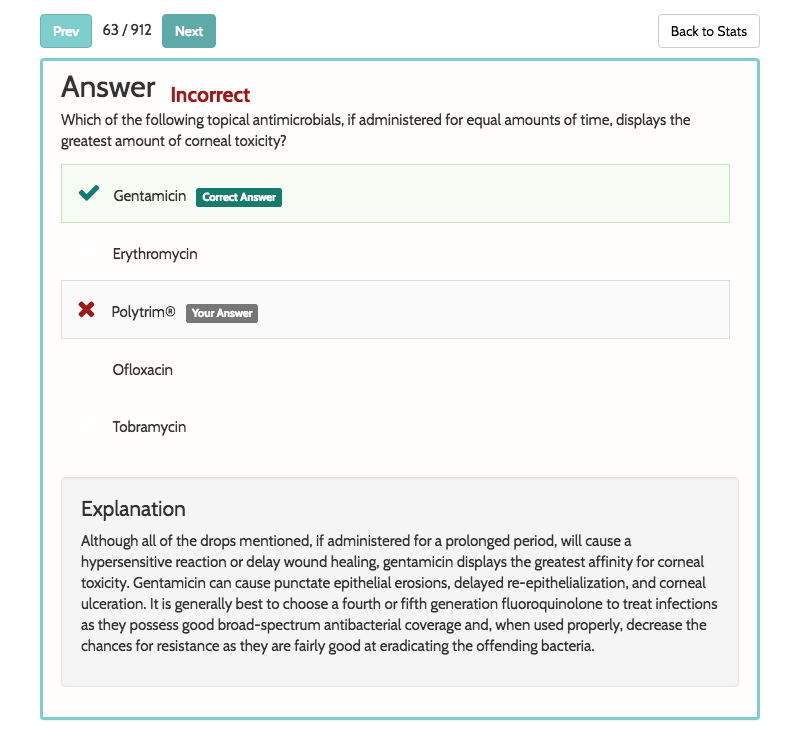 Prev 63 / 912 Next Back to Stats
Answer Incorrect
Which of the following topical antimicrobials, if administered for equal amounts of time, displays the
greatest amount of corneal toxicity?
Gentamicin Correct Answer
Erythromycin
Polytrim® Your Answer
Ofloxacin
Tobramycin
Explanation
Although all of the drops mentioned, if administered for a prolonged period, will cause a
hypersensitive reaction or delay wound healing, gentamicin displays the greatest affinity for corneal
toxicity. Gentamicin can cause punctate epithelial erosions, delayed re-epithelialization, and corneal
ulceration. It is generally best to choose a fourth or fifth generation fluoroquinolone to treat infections
as they possess good broad-spectrum antibacterial coverage and, when used properly, decrease the
chances for resistance as they are fairly good at eradicating the offending bacteria.